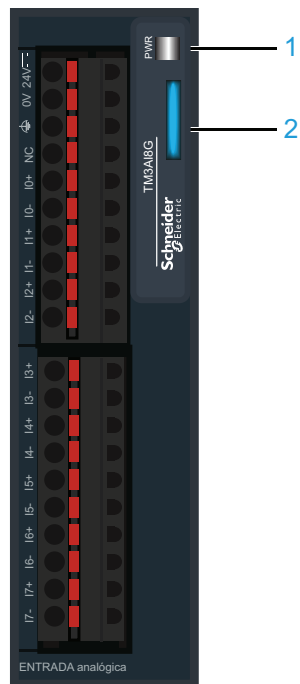 PWR
1
2
TM3AI8G
Schneider
Electric
24V
0V
NC
I0+
I0-
I1+
I1-
I2+
I2-
I3+
I3-
I4+
I4-
I5+
I5-
I6+
I6-
I7+
I7-
ENTRADA analógica